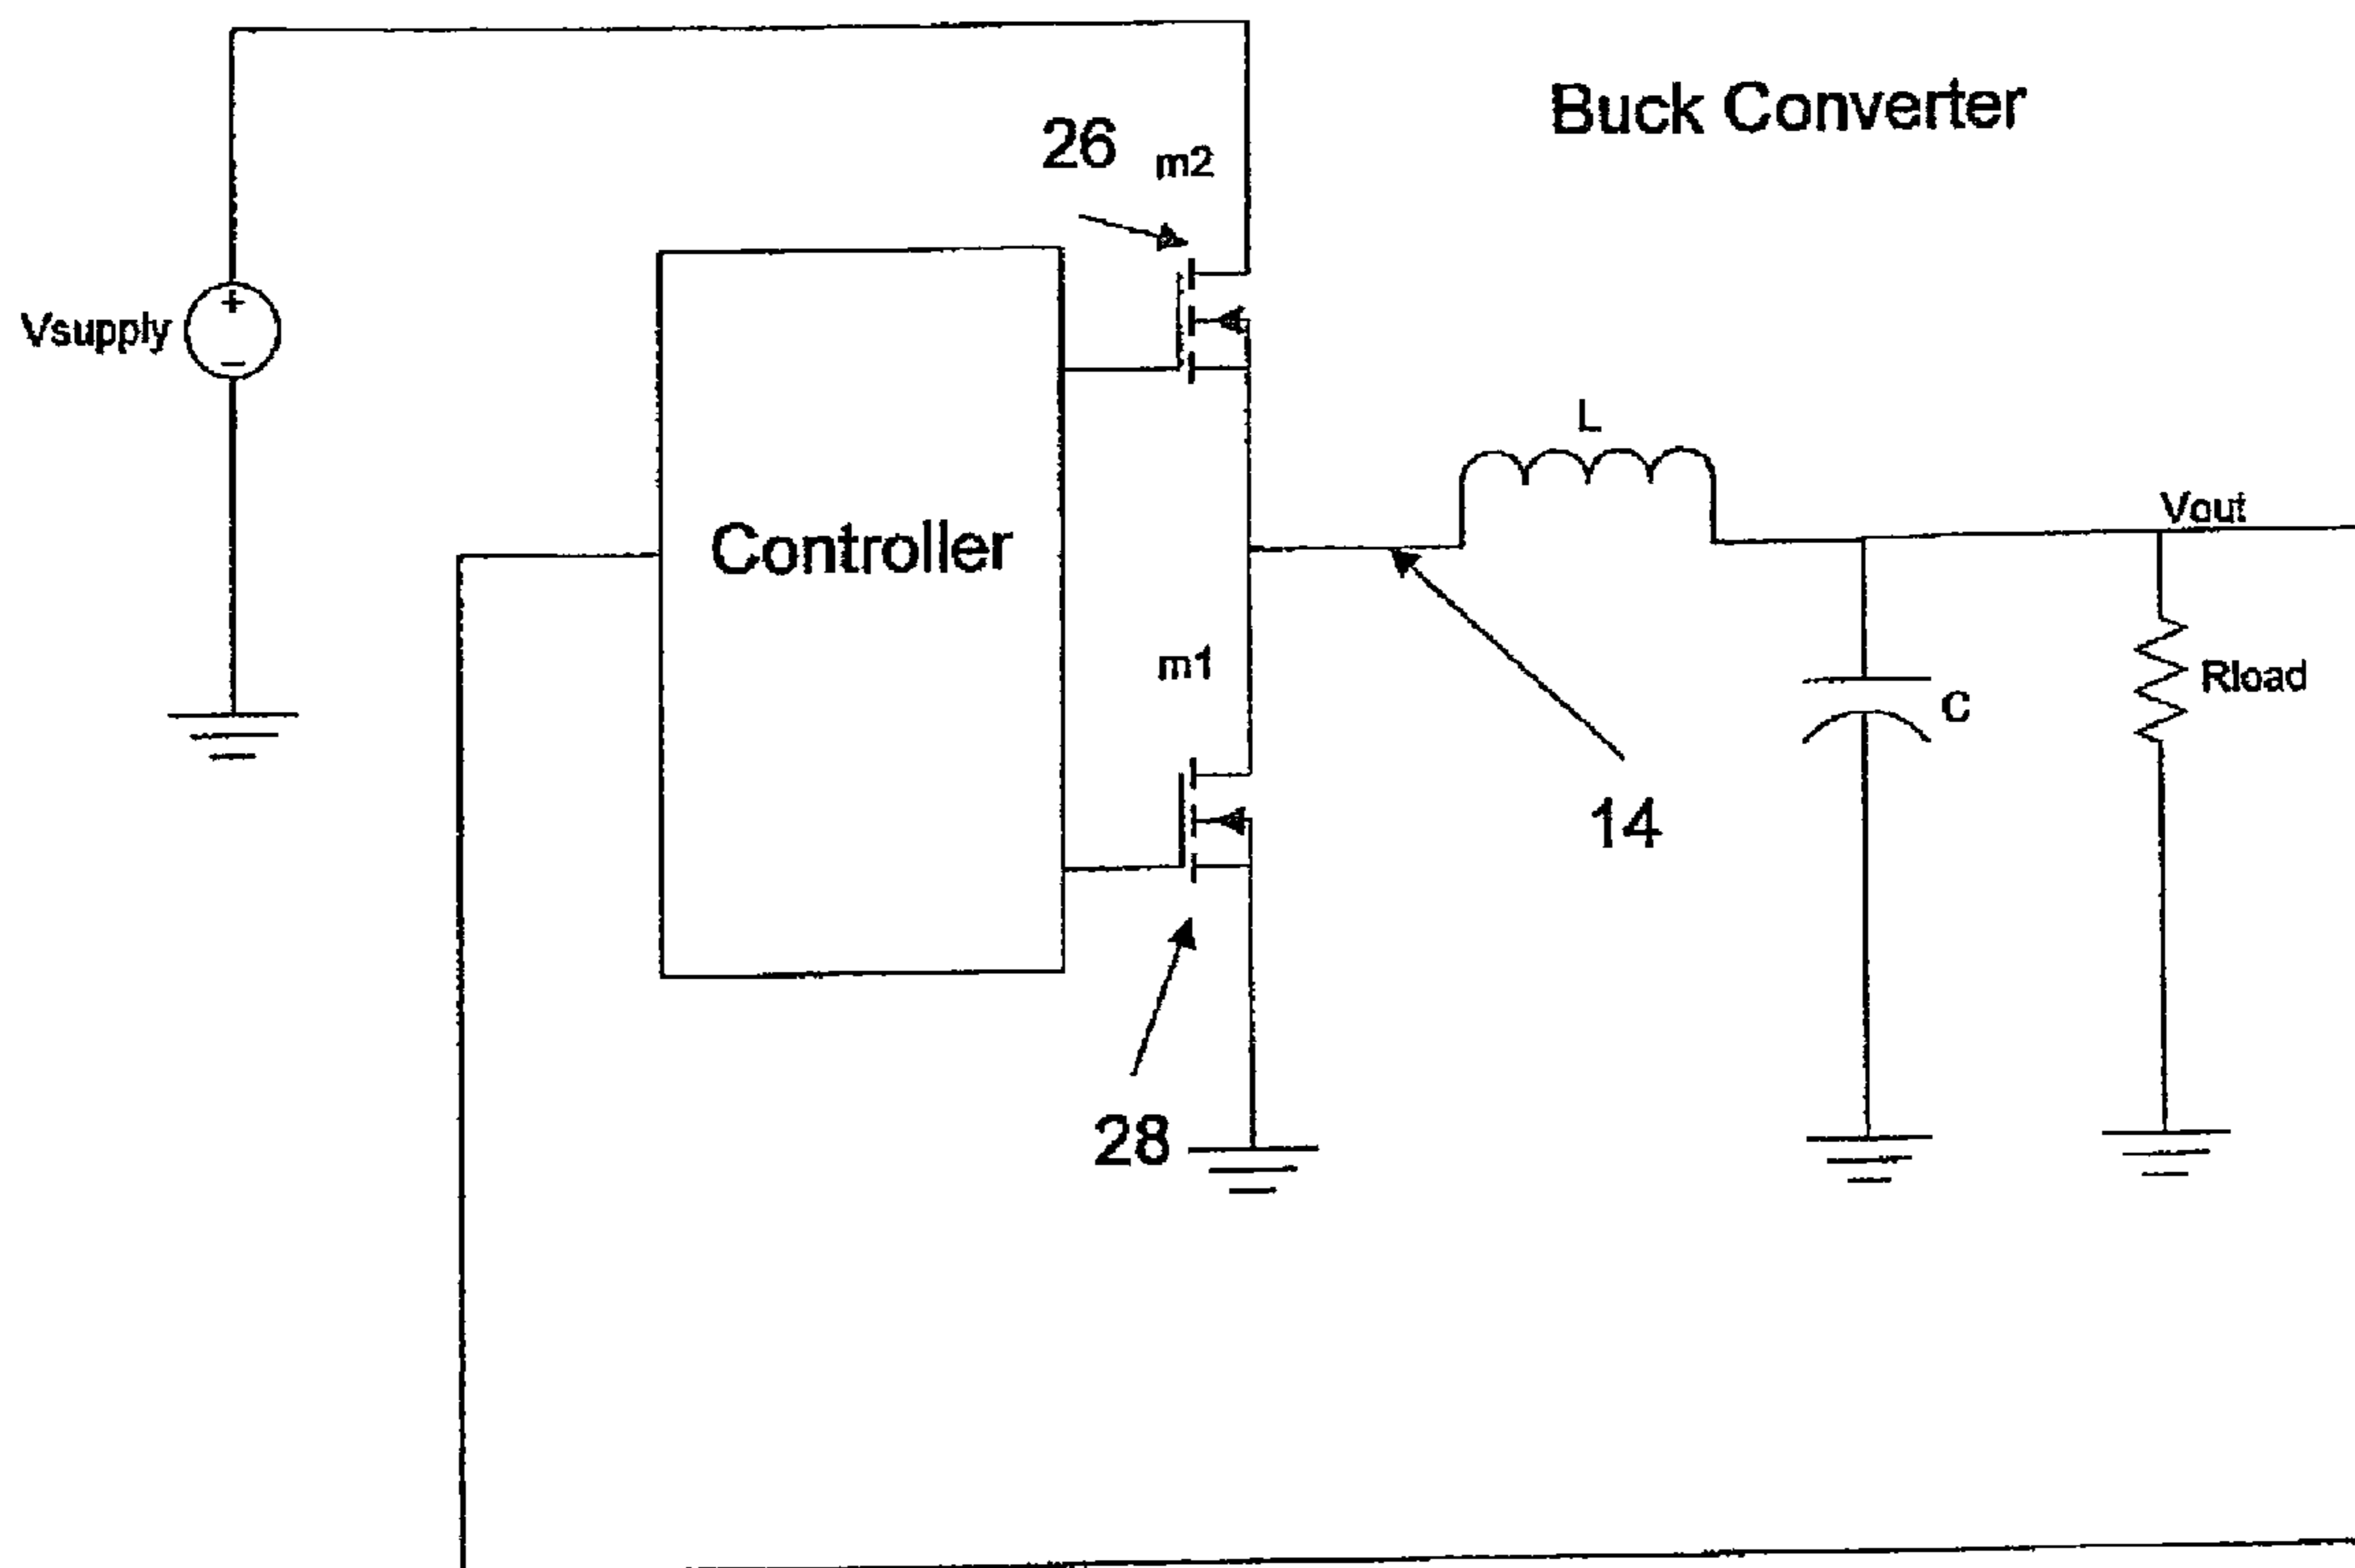 Buck Converter
26
m2
+
Vsupply
−
L
Vout
Controller
m1
Rload
C
14
28